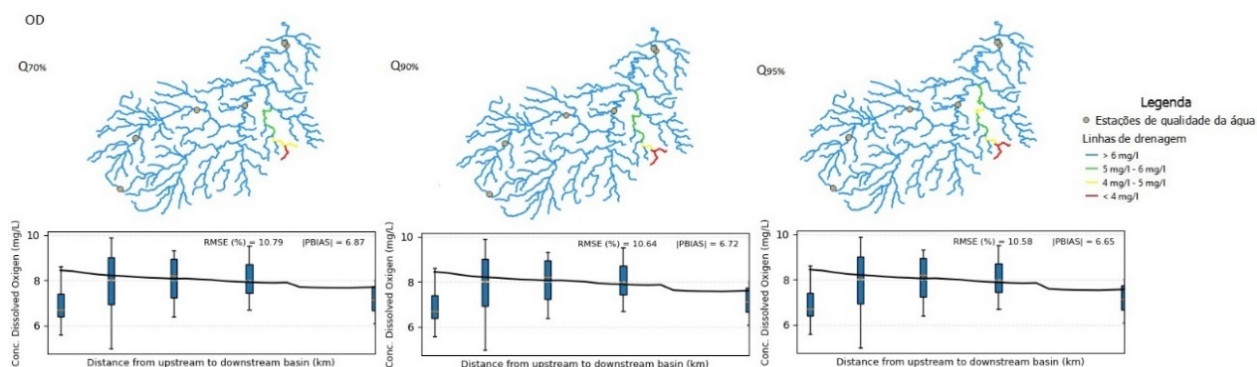 OD
Q70%
Q90%
Q95%
Legenda
Estações de qualidade da água
Linhas de drenagem
> 6 mg/l
5 mg/l - 6 mg/l
4 mg/l - 5 mg/l
< 4 mg/l
Conc. Dissolved Oxigen (mg/L)
10
8
6
RMSE (%) = 10.79 |PBIAS| = 6.87
Distance from upstream to downstream basin (km)
Conc. Dissolved Oxigen (mg/L)
10
8
6
RMSE (%) = 10.64 |PBIAS| = 6.72
Distance from upstream to downstream basin (km)
Conc. Dissolved Oxigen (mg/L)
10
8
6
RMSE (%) = 10.58 |PBIAS| = 6.65
Distance from upstream to downstream basin (km)